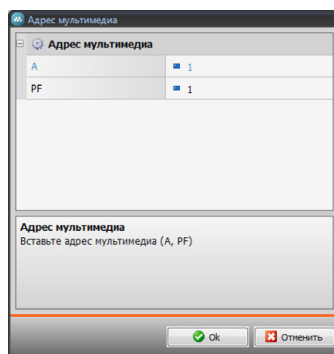 Адрес мультимедиа
Адрес мультимедиа
A 1
PF 1
Адрес мультимедиа
Вставьте адрес мультимедиа (A, PF)
Ok Отменить